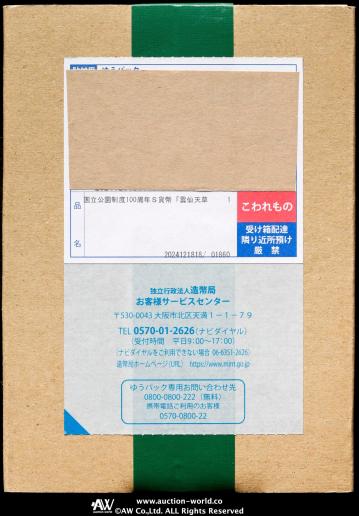 ゆうパック
品名
国立公園制度100周年S貨幣「雲仙天草 1
こわれもの
受け箱配達
隣り近所預け
厳禁
2024121818/ 01860
独立行政法人造幣局
お客様サービスセンター
〒530-0043 大阪市北区天満1-1-79
TEL 0570-01-2626(ナビダイヤル)
(受付時間 平日9:00〜17:00)
(ナビダイヤルをご利用できない場合 06-6351-2626)
造幣局ホームページ(URL) https://www.mint.go.jp
ゆうパック専用お問い合わせ先
0800-0800-222(無料)
携帯電話ご利用のお客様
0570-0800-22
AW
www.auction-world.co
©AW Co.,Ltd. ALL Rights Reserved